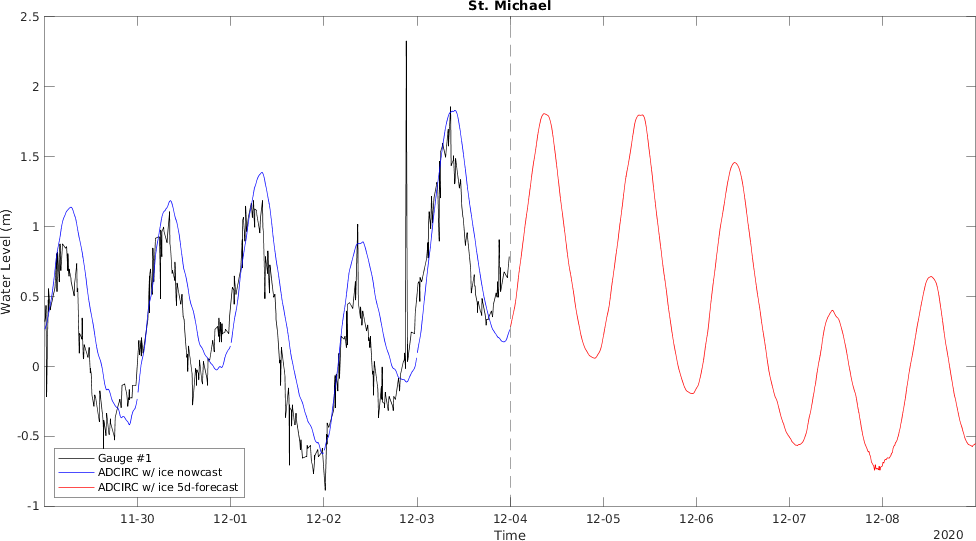 St. Michael
2.5
2
1.5
1
0.5
0
-0.5
-1
Water Level (m)
Gauge #1
ADCIRC w/ ice nowcast
ADCIRC w/ ice 5d-forecast
11-30 12-01 12-02 12-03 12-04 12-05 12-06 12-07 12-08
Time
2020